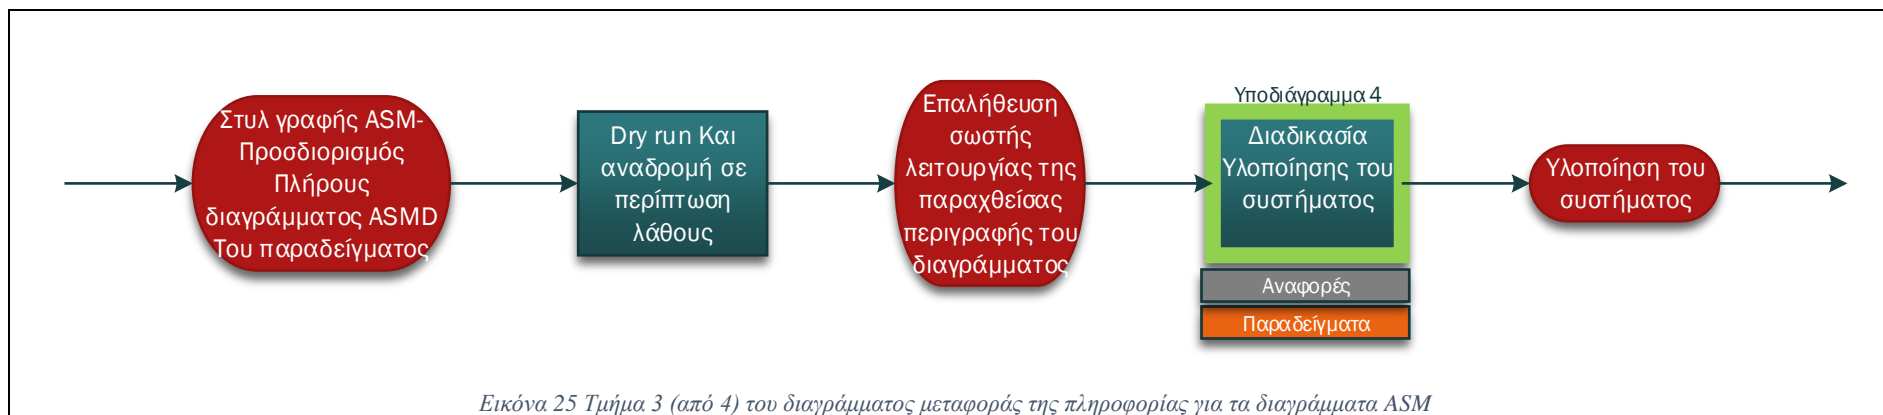 Στυλ γραφής ASM-
Προσδιορισμός
Πλήρους
διαγράμματος ASMD
Του παραδείγματος
Dry run Και
αναδρομή σε
περίπτωση
λάθους
Επαλήθευση
σωστής
λειτουργίας της
παραχθείσας
περιγραφής του
διαγράμματος
Υποδιάγραμμα 4
Διαδικασία
Υλοποίησης του
συστήματος
Αναφορές
Παραδείγματα
Υλοποίηση του
συστήματος
Εικόνα 25 Τμήμα 3 (από 4) του διαγράμματος μεταφοράς της πληροφορίας για τα διαγράμματα ASM